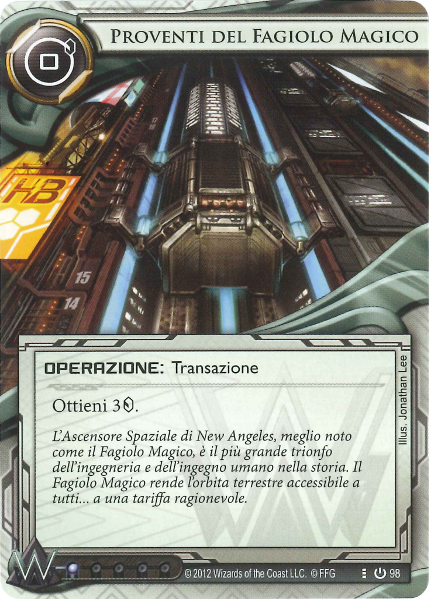 PROVENTI DEL FAGIOLO MAGICO
HB
15
14
OPERAZIONE: Transazione
Ottieni 3.
L'Ascensore Spaziale di New Angeles, meglio noto
come il Fagiolo Magico, è il più grande trionfo
dell'ingegneria e dell'ingegno umano nella storia. Il
Fagiolo Magico rende l'orbita terrestre accessibile a
tutti... a una tariffa ragionevole.
Illus. Jonathan Lee
W
© 2012 Wizards of the Coast LLC. © FFG
98